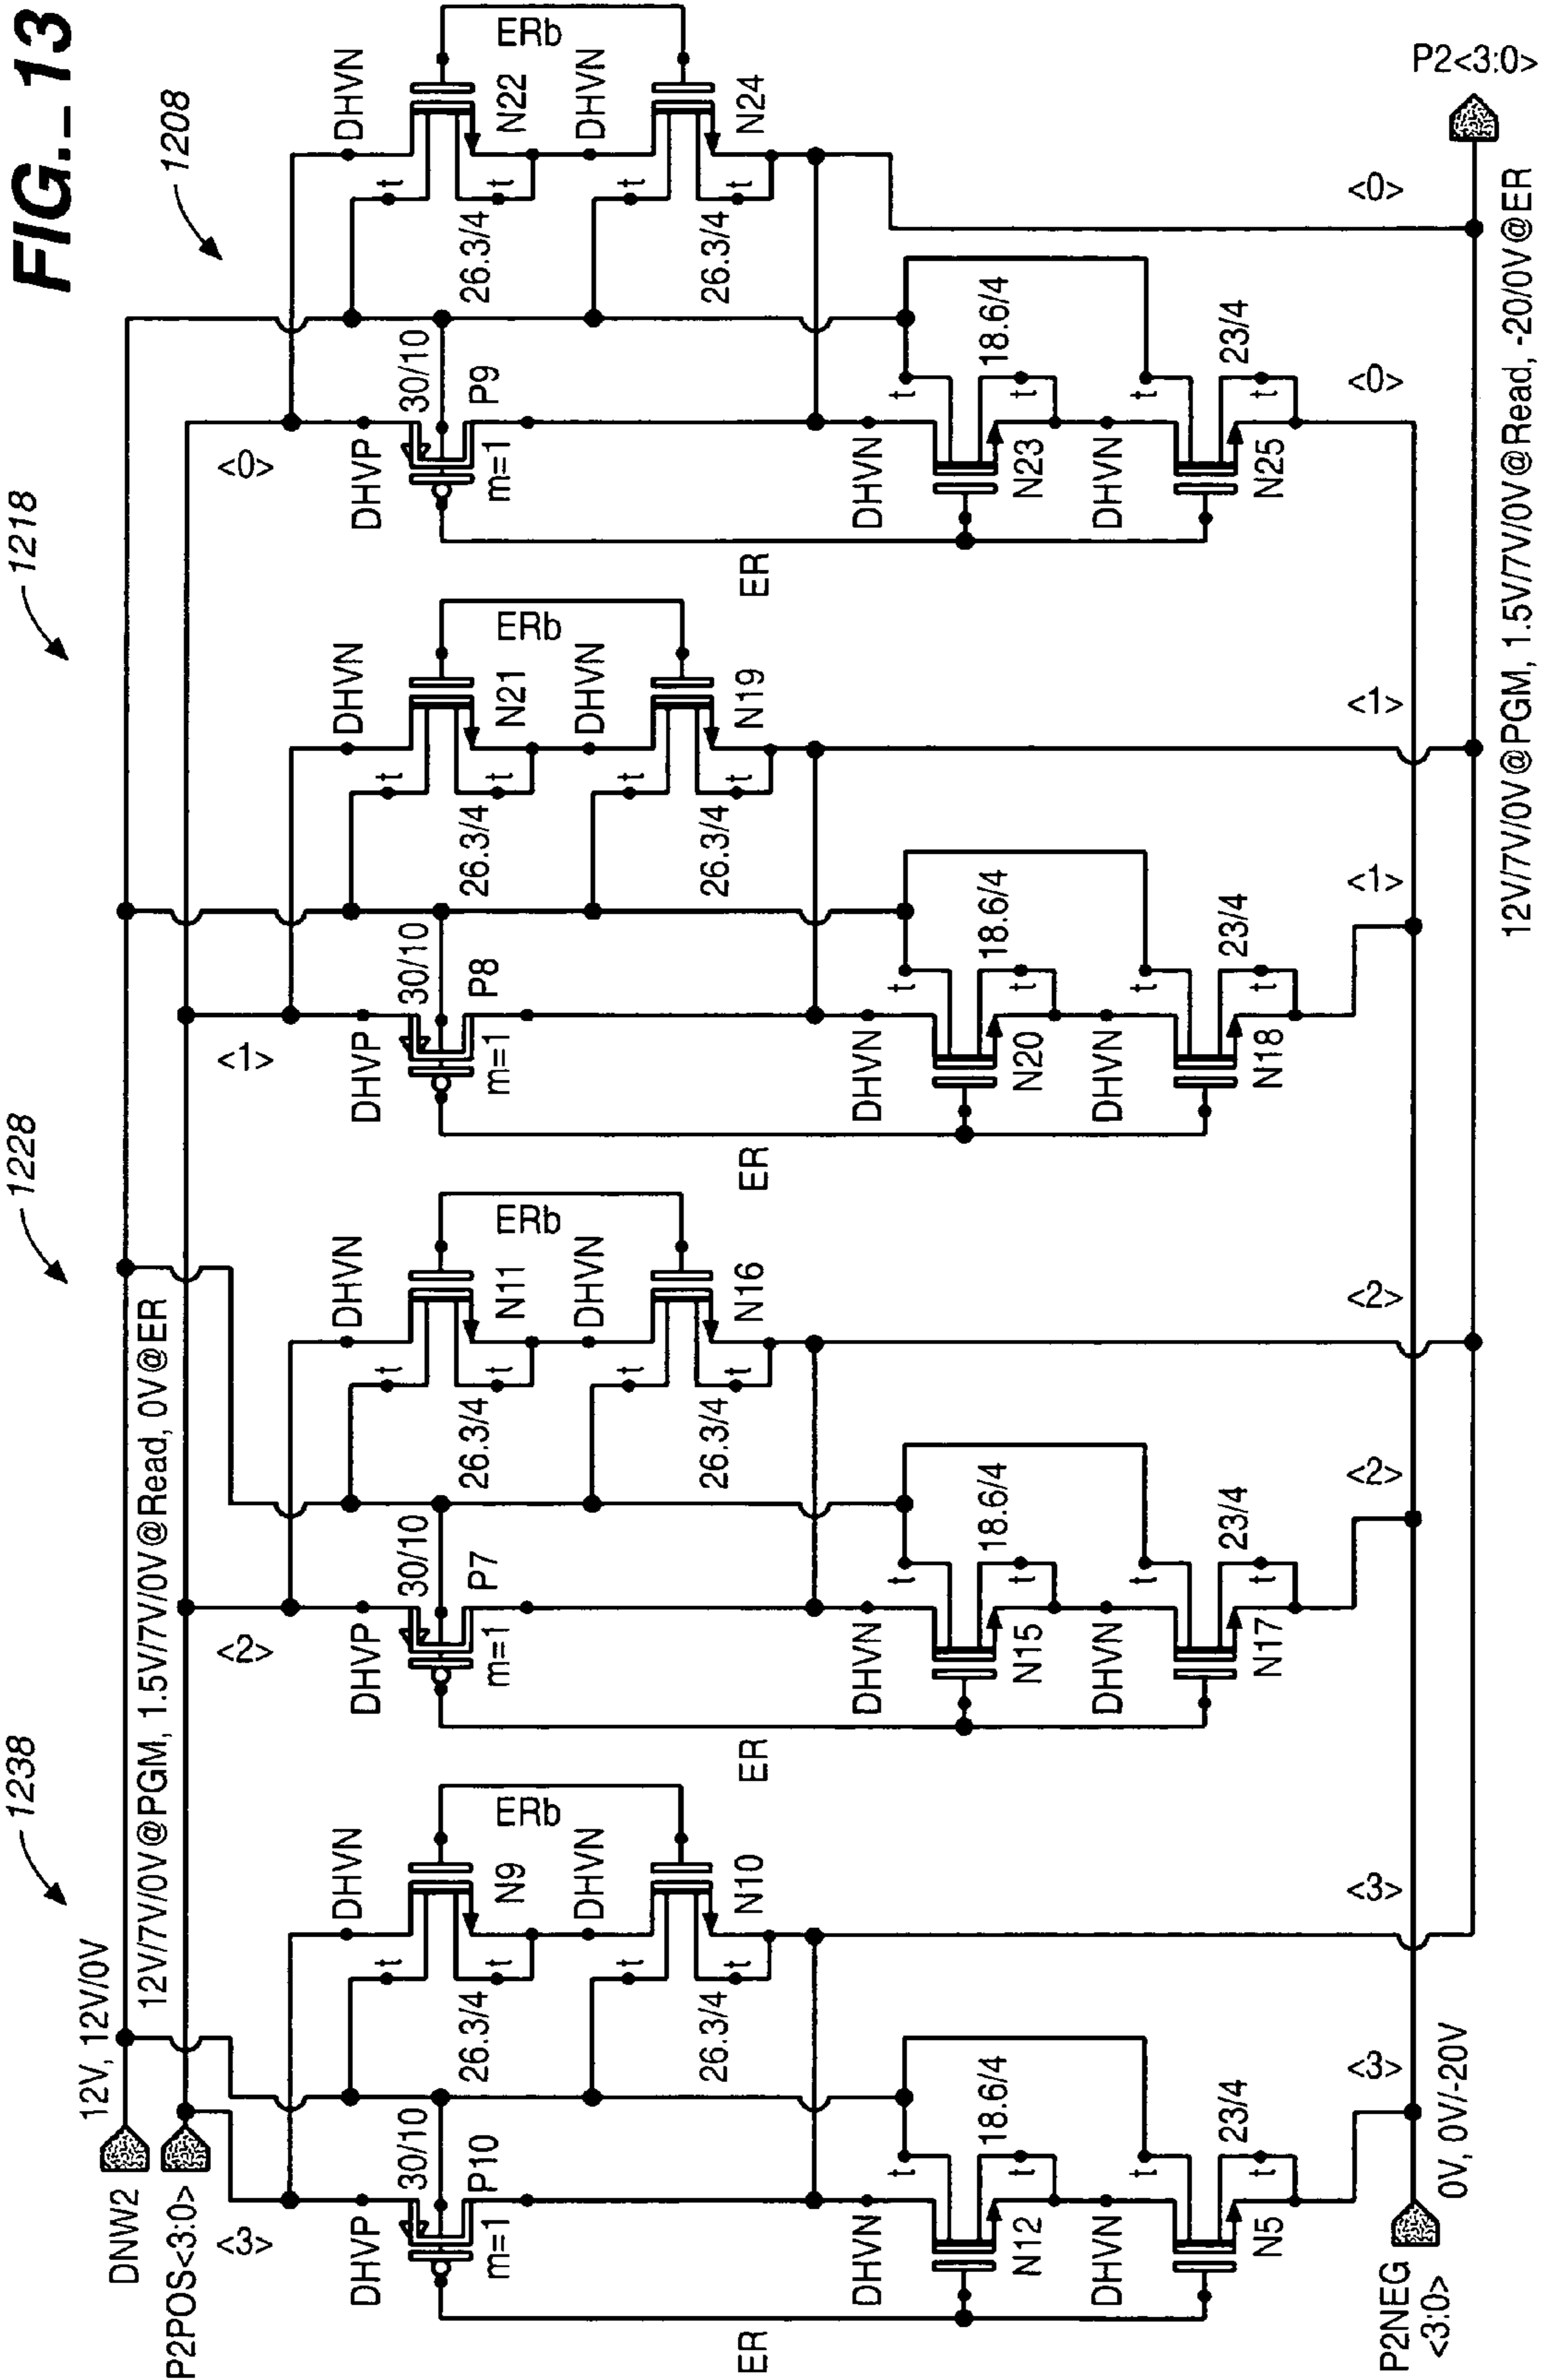 FIG._13
1238
1228
1218
1208
DNW2
12V, 12V/0V
P2POS<3:0>
12V/7V/0V@PGM, 1.5V/7V/0V@Read, 0V@ER
<3>
DHVP
30/10
P10
m=1
DHVN
t
t
N9
26.3/4
ERb
DHVN
t
t
N10
26.3/4
ER
DHVN
t
t
18.6/4
N12
DHVN
t
t
23/4
N5
<3>
<3>
<2>
DHVP
30/10
P7
m=1
DHVN
t
t
N11
26.3/4
ERb
DHVN
t
t
N16
26.3/4
ER
DHVN
t
t
18.6/4
N15
DHVN
t
t
23/4
N17
<2>
<2>
<1>
DHVP
30/10
P8
m=1
DHVN
t
t
N21
26.3/4
ERb
DHVN
t
t
N19
26.3/4
ER
DHVN
t
t
18.6/4
N20
DHVN
t
t
23/4
N18
<1>
<1>
<0>
DHVP
30/10
P9
m=1
DHVN
t
t
N22
26.3/4
ERb
DHVN
t
t
N24
26.3/4
ER
DHVN
t
t
18.6/4
N23
DHVN
t
t
23/4
N25
<0>
<0>
P2NEG
<3:0>
0V, 0V/-20V
P2<3:0>
12V/7V/0V@PGM, 1.5V/7V/0V@Read, -20/0V@ER